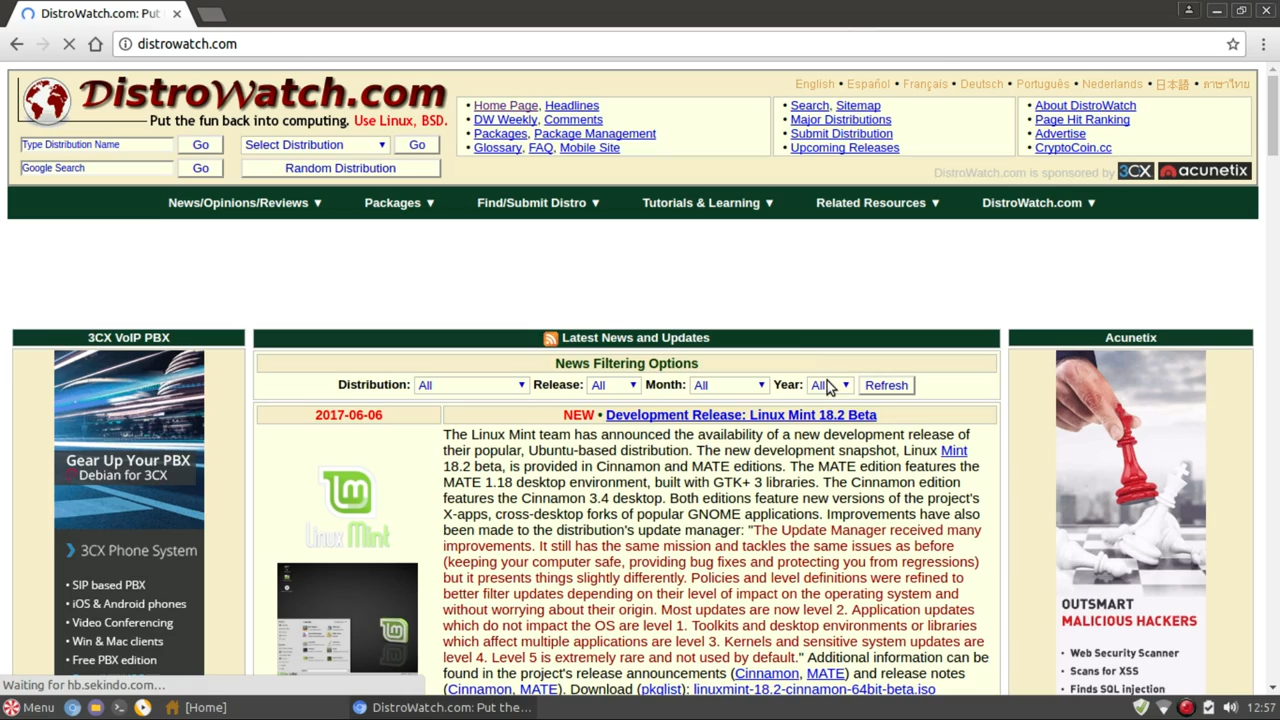 DistroWatch.com: Put
distrowatch.com
DistroWatch.com
Put the fun back into computing. Use Linux, BSD.
English • Español • Français • Deutsch • Português • Nederlands • 日本語 • ภาษาไทย
• Home Page, Headlines
• DW Weekly, Comments
• Packages, Package Management
• Glossary, FAQ, Mobile Site
• Search, Sitemap
• Major Distributions
• Submit Distribution
• Upcoming Releases
• About DistroWatch
• Page Hit Ranking
• Advertise
• CryptoCoin.cc
Type Distribution Name Go Select Distribution ▼ Go
Google Search Go Random Distribution
DistroWatch.com is sponsored by 3CX acunetix
News/Opinions/Reviews ▼ Packages ▼ Find/Submit Distro ▼ Tutorials & Learning ▼ Related Resources ▼ DistroWatch.com ▼
3CX VoIP PBX
Gear Up Your PBX
Debian for 3CX
3CX Phone System
• SIP based PBX
• iOS & Android phones
• Video Conferencing
• Win & Mac clients
• Free PBX edition
Latest News and Updates
News Filtering Options
Distribution: All ▼ Release: All ▼ Month: All ▼ Year: All ▼ Refresh
2017-06-06
NEW • Development Release: Linux Mint 18.2 Beta
Linux Mint
The Linux Mint team has announced the availability of a new development release of
their popular, Ubuntu-based distribution. The new development snapshot, Linux Mint
18.2 beta, is provided in Cinnamon and MATE editions. The MATE edition features the
MATE 1.18 desktop environment, built with GTK+ 3 libraries. The Cinnamon edition
features the Cinnamon 3.4 desktop. Both editions feature new versions of the project's
X-apps, cross-desktop forks of popular GNOME applications. Improvements have also
been made to the distribution's update manager: "The Update Manager received many
improvements. It still has the same mission and tackles the same issues as before
(keeping your computer safe, providing bug fixes and protecting you from regressions)
but it presents things slightly differently. Policies and level definitions were refined to
better filter updates depending on their level of impact on the operating system and
without worrying about their origin. Most updates are now level 2. Application updates
which do not impact the OS are level 1. Toolkits and desktop environments or libraries
which affect multiple applications are level 3. Kernels and sensitive system updates are
level 4. Level 5 is extremely rare and not used by default." Additional information can be
found in the project's release announcements (Cinnamon, MATE) and release notes
(Cinnamon, MATE). Download (pkglist): linuxmint-18.2-cinnamon-64bit-beta.iso
Acunetix
OUTSMART
MALICIOUS HACKERS
• Web Security Scanner
• Scans for XSS
• Finds SQL injection
Waiting for hb.sekindo.com...
Menu [Home] DistroWatch.com: Put the... 12:57